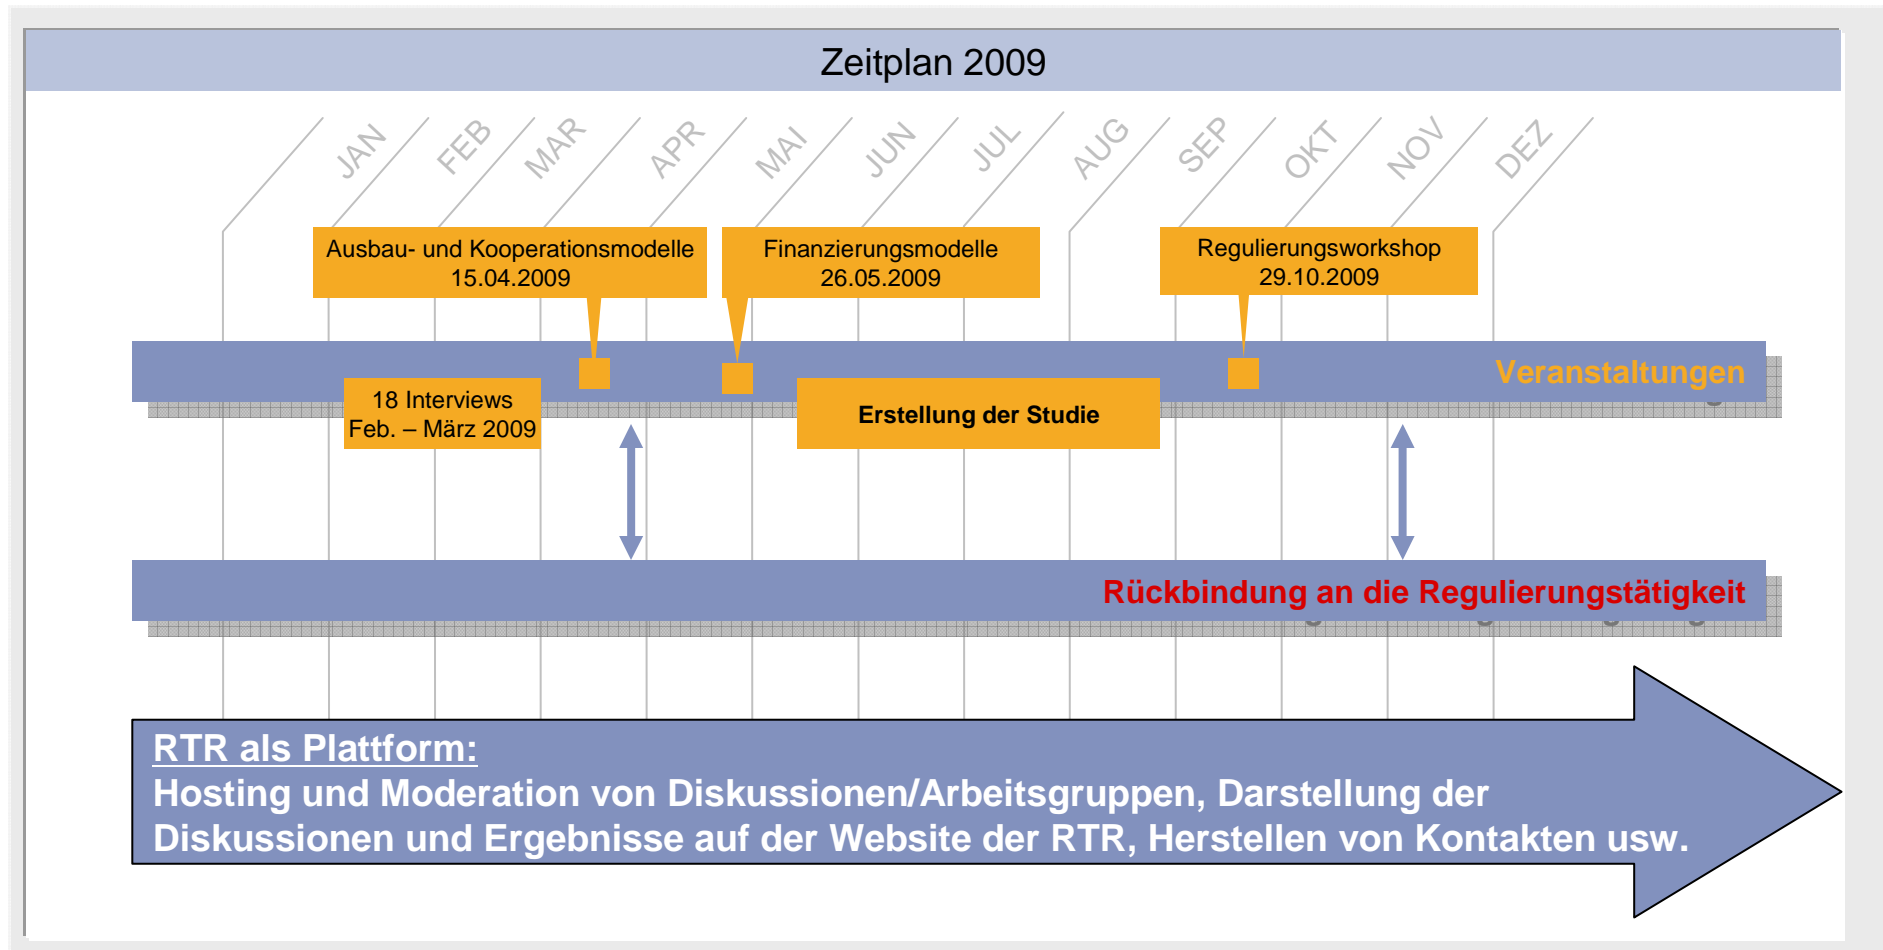 Zeitplan 2009
JAN
FEB
MAR
APR
MAI
JUN
JUL
AUG
SEP
OKT
NOV
DEZ
Ausbau- und Kooperationsmodelle
15.04.2009
Finanzierungsmodelle
26.05.2009
Regulierungsworkshop
29.10.2009
Veranstaltungen
18 Interviews
Feb. – März 2009
Erstellung der Studie
Rückbindung an die Regulierungstätigkeit
RTR als Plattform:
Hosting und Moderation von Diskussionen/Arbeitsgruppen, Darstellung der
Diskussionen und Ergebnisse auf der Website der RTR, Herstellen von Kontakten usw.